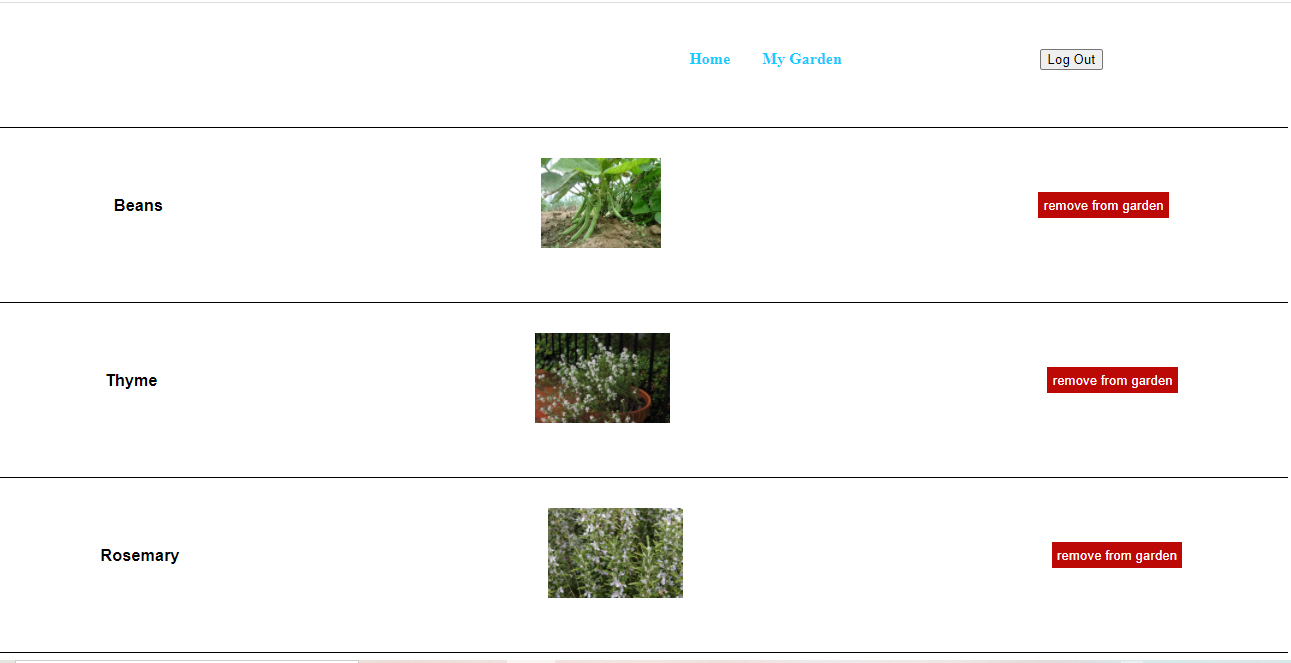 Home My Garden Log Out
Beans remove from garden
Thyme remove from garden
Rosemary remove from garden